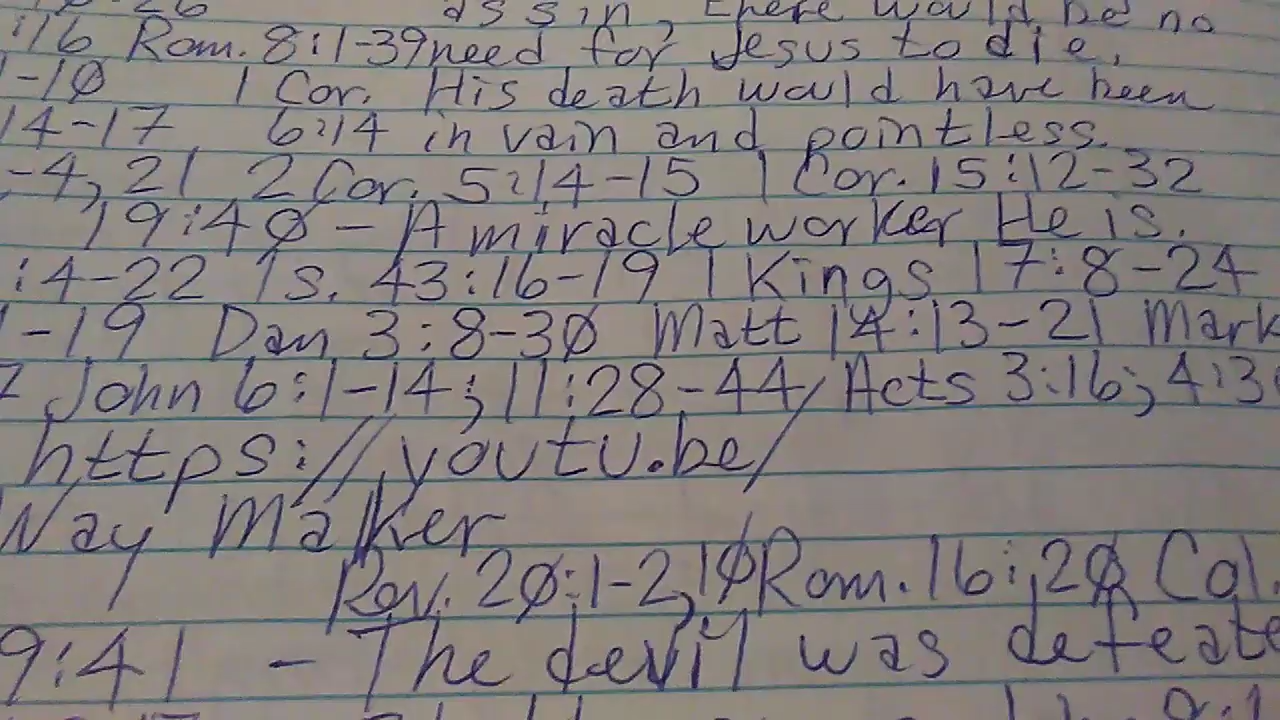 as sin, there would be no
:16 Rom. 8:1-39 need for Jesus to die.
1-10 1 Cor. His death would have been
14-17 6:14 in vain and pointless.
-4, 21 2 Cor. 5:14-15 1 Cor. 15:12-32
19:40 - A miracle worker He is.
:4-22 Is. 43:16-19 1 Kings 17:8-24
1-19 Dan 3:8-30 Matt 14:13-21 Mark
John 6:1-14; 11:28-44, Acts 3:16; 4:3
https://youtu.be/
Way Maker
Rev. 20:1-2,10 Rom. 16:20 Col.
9:41 - The devil was defeate